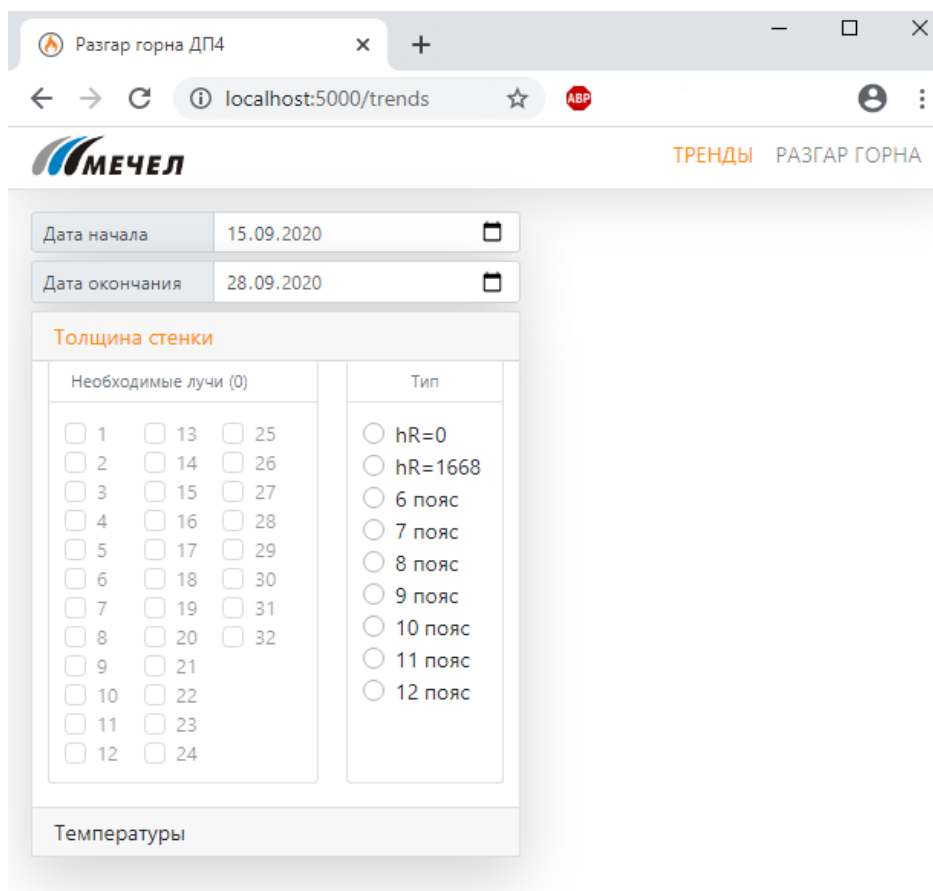 Разгар горна ДП4
localhost:5000/trends
ABP
МЕЧЕЛ
ТРЕНДЫ РАЗГАР ГОРНА
Дата начала 15.09.2020
Дата окончания 28.09.2020
Толщина стенки
Необходимые лучи (0) Тип
1 13 25 hR=0
2 14 26 hR=1668
3 15 27 6 пояс
4 16 28 7 пояс
5 17 29 8 пояс
6 18 30 9 пояс
7 19 31 10 пояс
8 20 32 11 пояс
9 21 12 пояс
10 22
11 23
12 24
Температуры